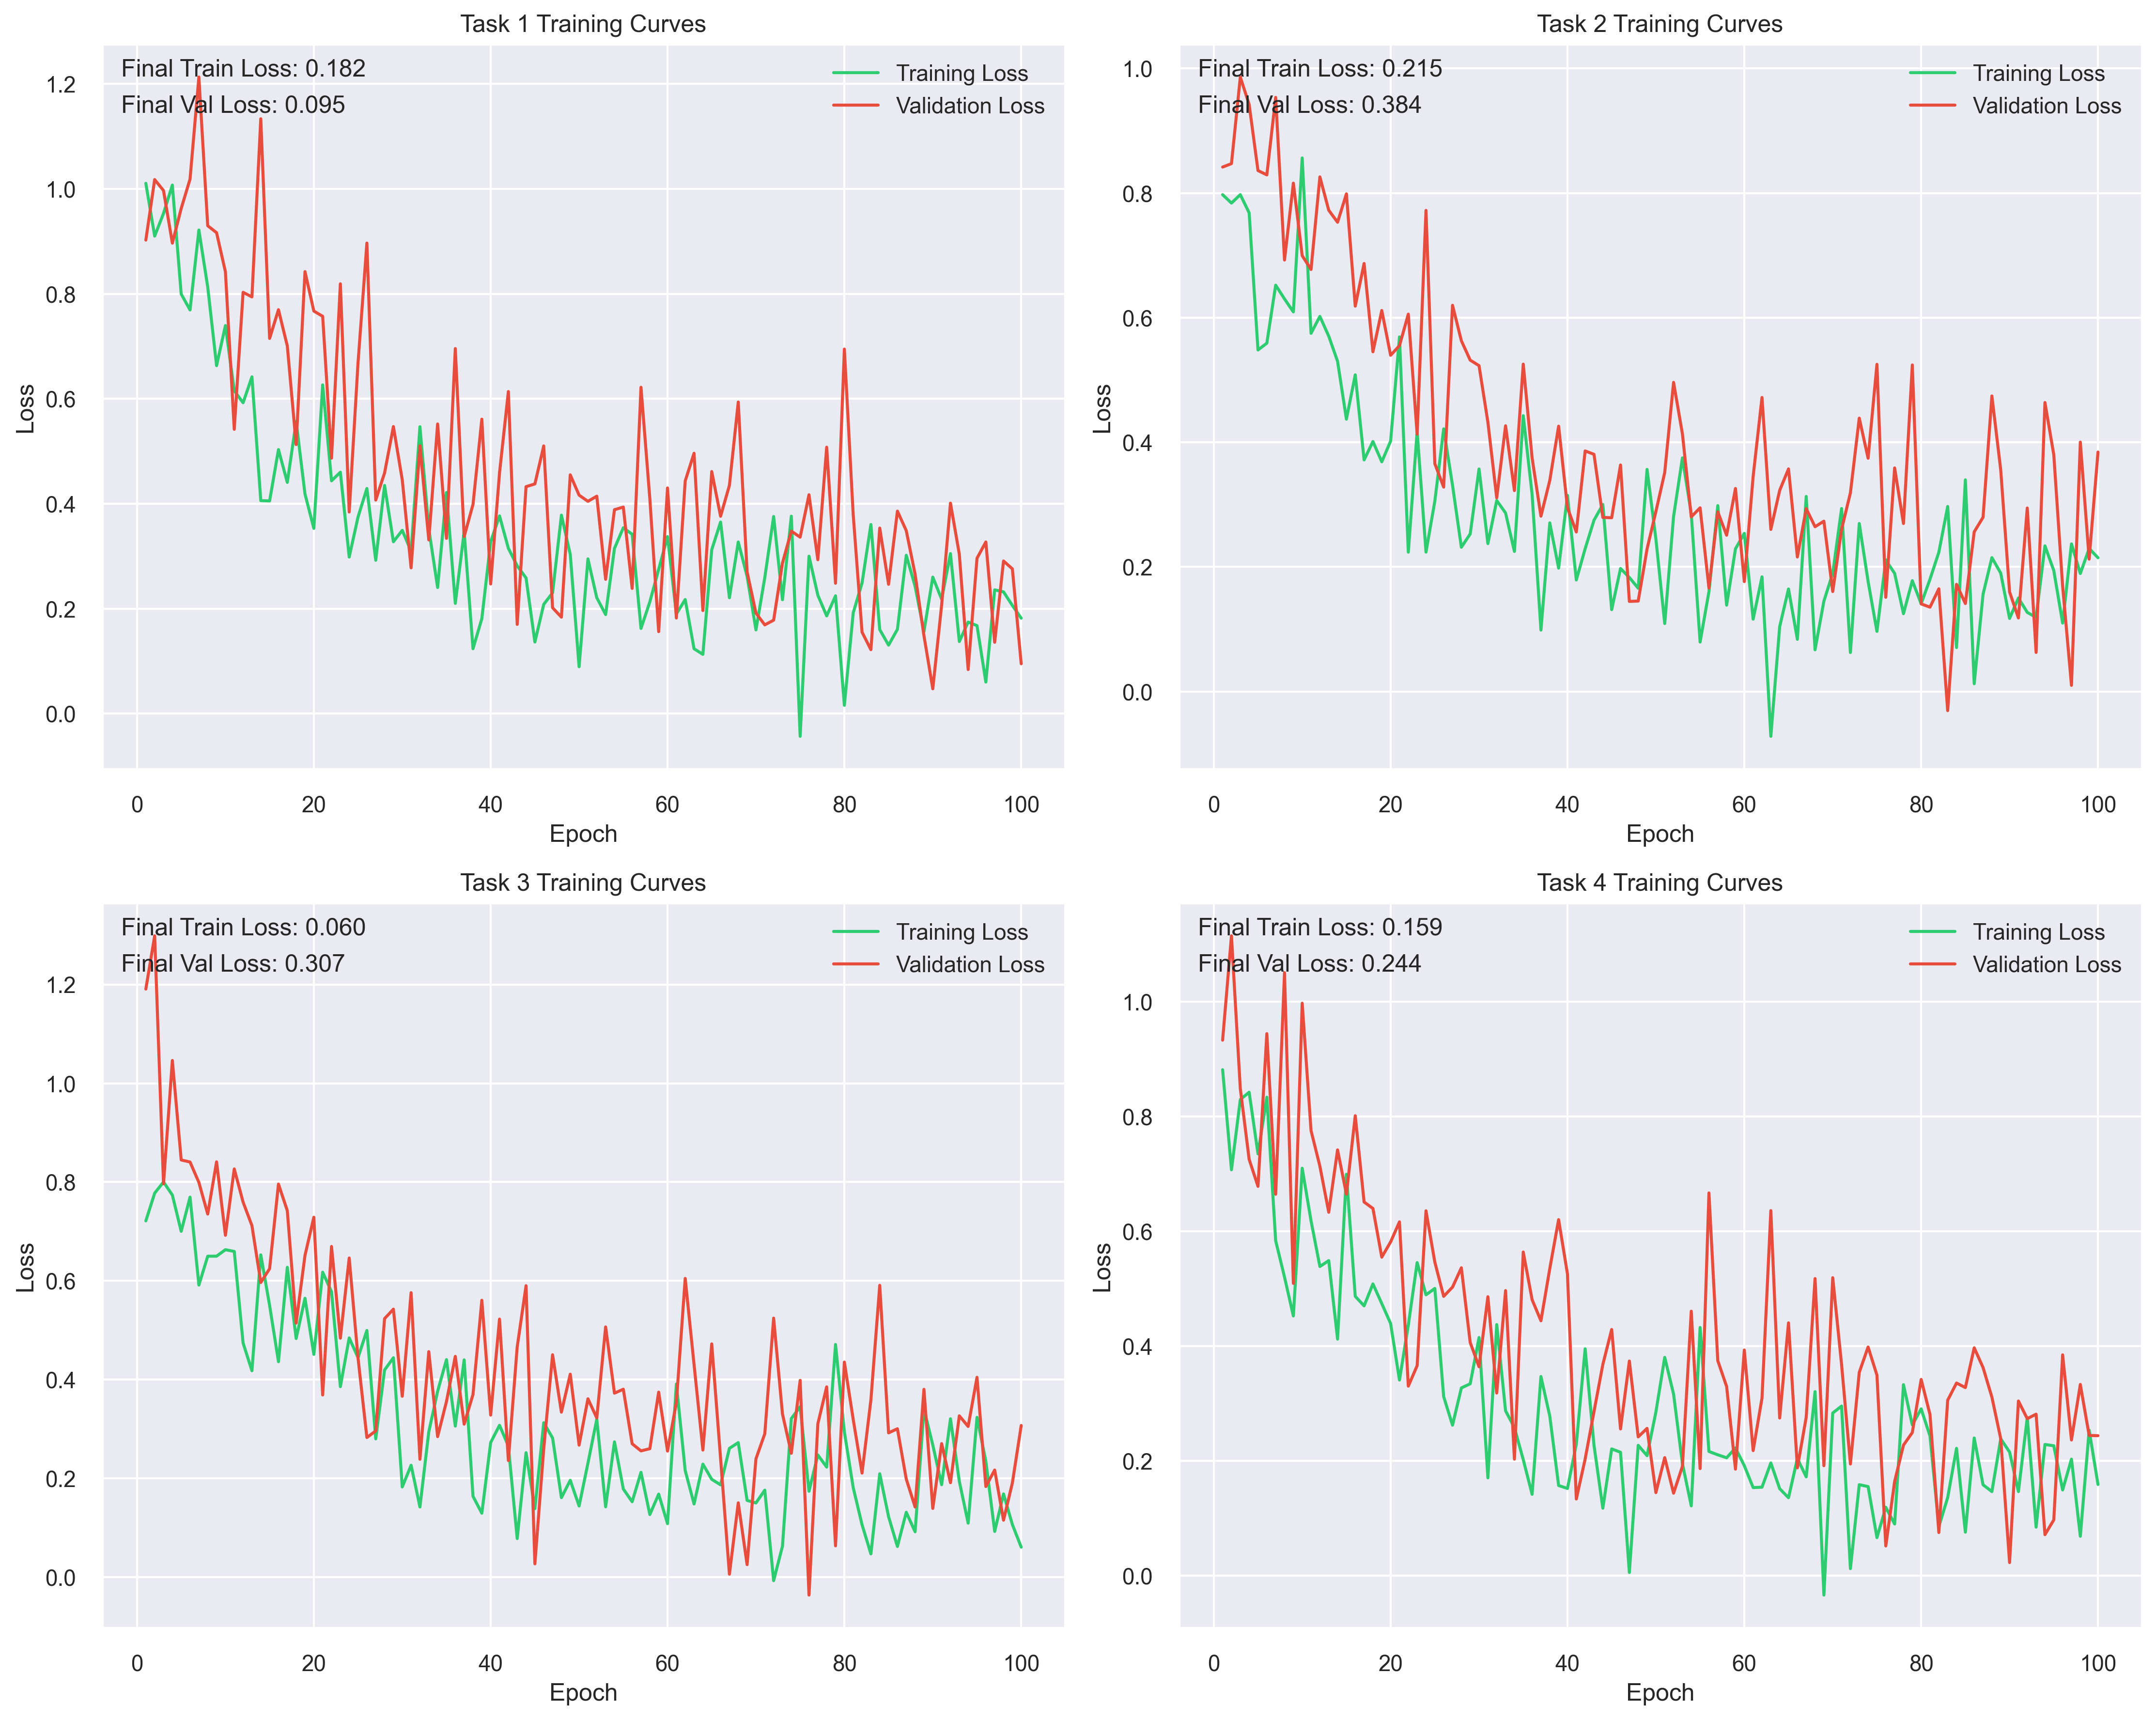 Task 1 Training Curves
Final Train Loss: 0.182
Final Val Loss: 0.095
Training Loss
Validation Loss
1.2
1.0
0.8
0.6
0.4
0.2
0.0
Loss
0 20 40 60 80 100
Epoch
Task 2 Training Curves
Final Train Loss: 0.215
Final Val Loss: 0.384
Training Loss
Validation Loss
1.0
0.8
0.6
0.4
0.2
0.0
Loss
0 20 40 60 80 100
Epoch
Task 3 Training Curves
Final Train Loss: 0.060
Final Val Loss: 0.307
Training Loss
Validation Loss
1.2
1.0
0.8
0.6
0.4
0.2
0.0
Loss
0 20 40 60 80 100
Epoch
Task 4 Training Curves
Final Train Loss: 0.159
Final Val Loss: 0.244
Training Loss
Validation Loss
1.0
0.8
0.6
0.4
0.2
0.0
Loss
0 20 40 60 80 100
Epoch